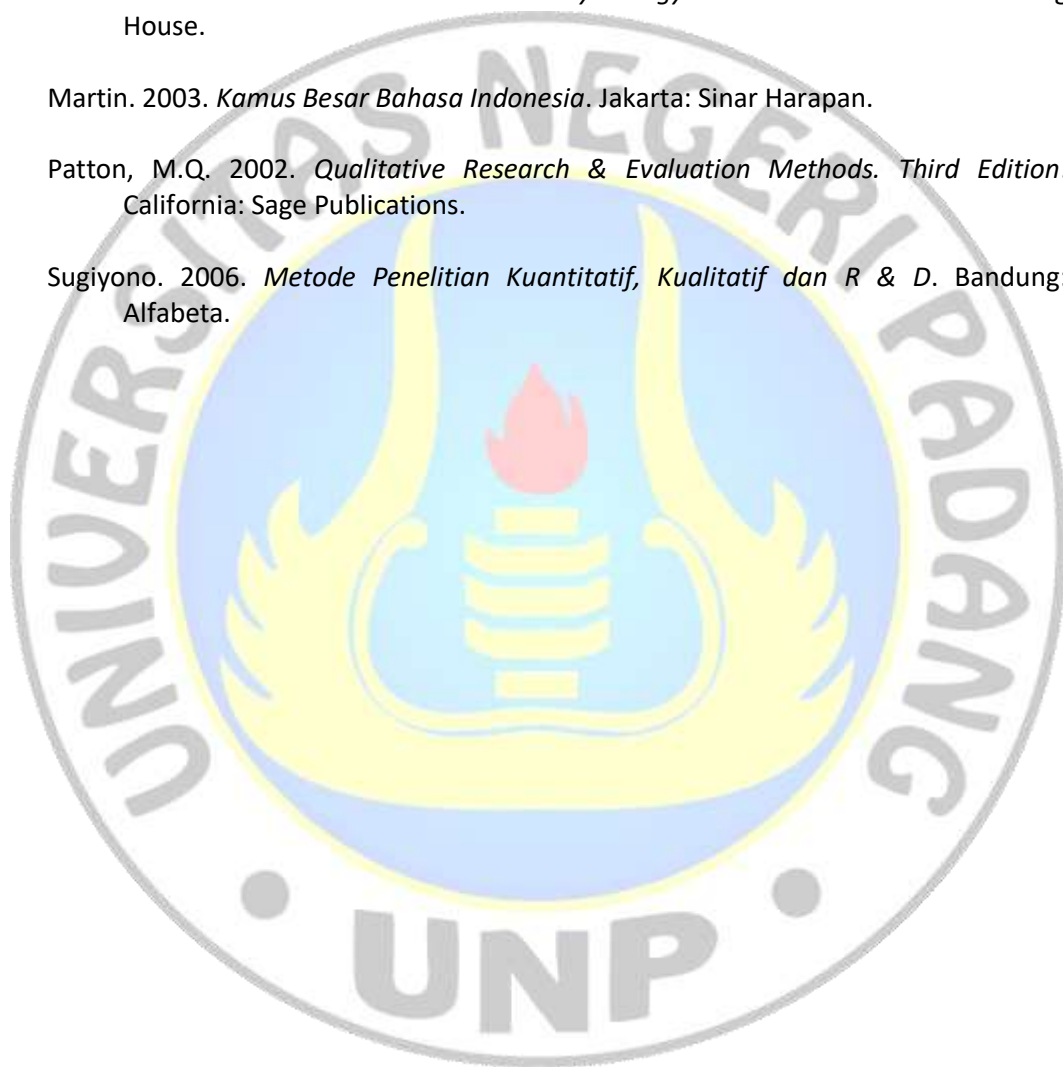 House.
Martin. 2003. Kamus Besar Bahasa Indonesia. Jakarta: Sinar Harapan.
Patton, M.Q. 2002. Qualitative Research & Evaluation Methods. Third Edition.
California: Sage Publications.
Sugiyono. 2006. Metode Penelitian Kuantitatif, Kualitatif dan R & D. Bandung:
Alfabeta.
UNIVERSITAS NEGERI PADANG
UNP